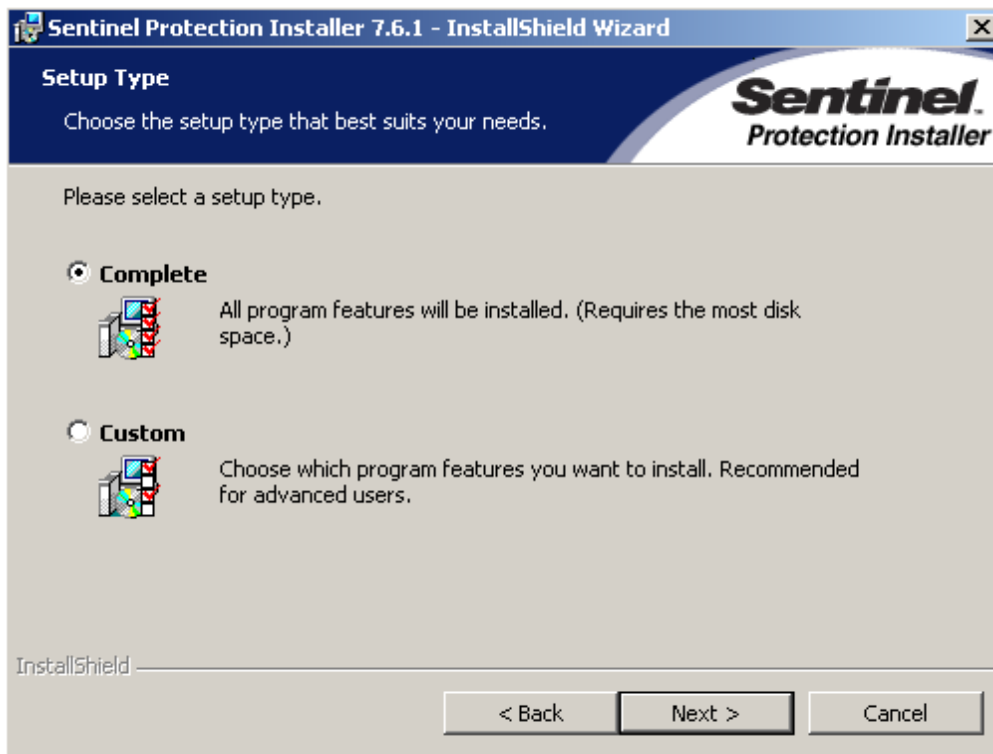 Sentinel Protection Installer 7.6.1 - InstallShield Wizard
Setup Type
Choose the setup type that best suits your needs.
Sentinel.
Protection Installer
Please select a setup type.
Complete
All program features will be installed. (Requires the most disk
space.)
Custom
Choose which program features you want to install. Recommended
for advanced users.
InstallShield
< Back
Next >
Cancel